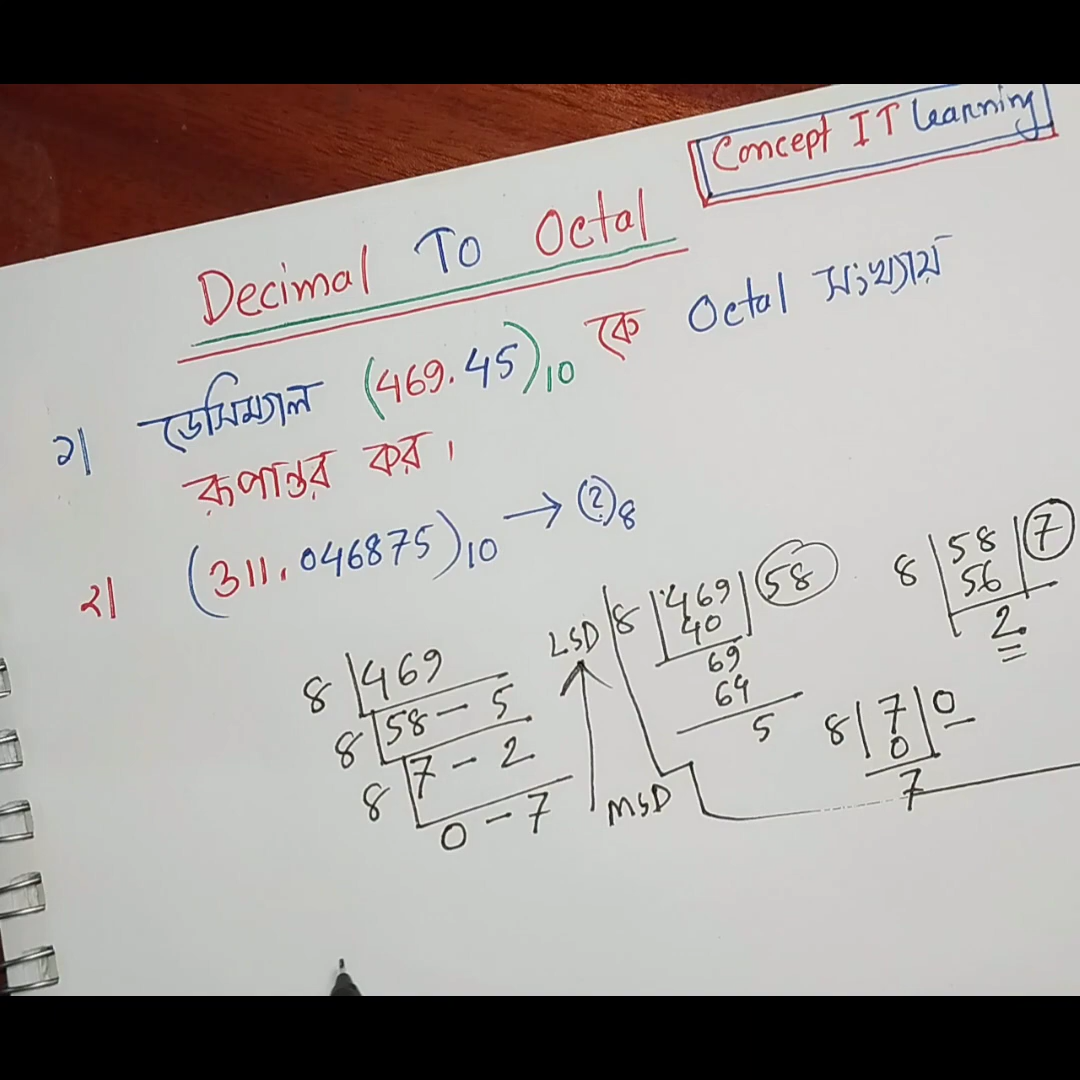 Concept IT Learning
Decimal To Octal
১। ডেসিম্যাল (469.45)10 কে Octal সংখ্যায়
রূপান্তর কর।
২। (311.046875)10 → (?)8
8 469
58 - 5
8
7 - 2
8
0 - 7
LSD
MSD
8 469 58
40
69
64
5
8 58 7
56
2
8 7 0
0
7